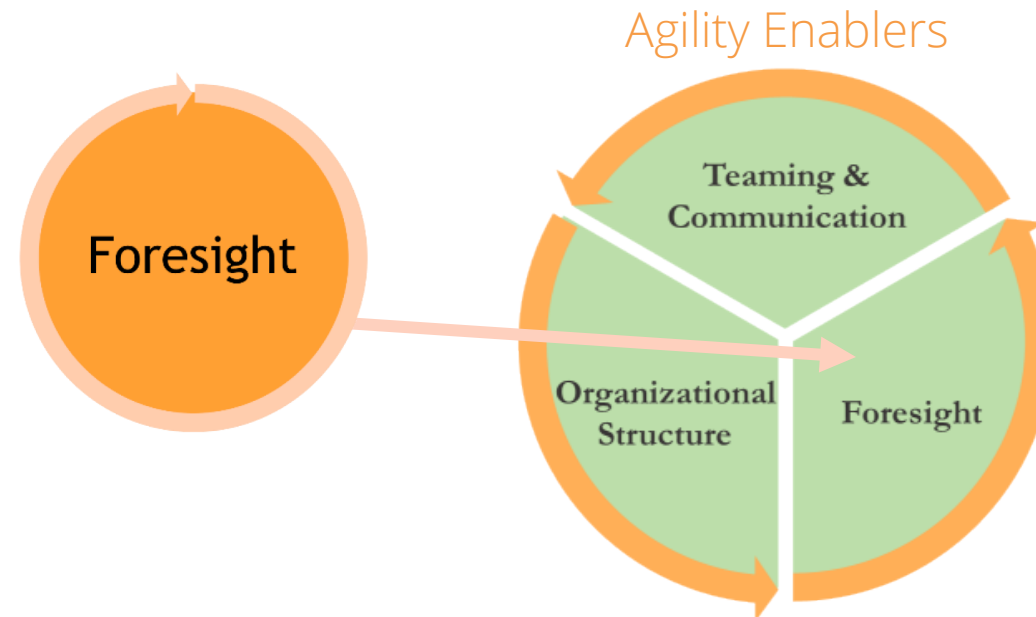 Agility Enablers
Foresight
Teaming &
Communication
Organizational
Structure
Foresight